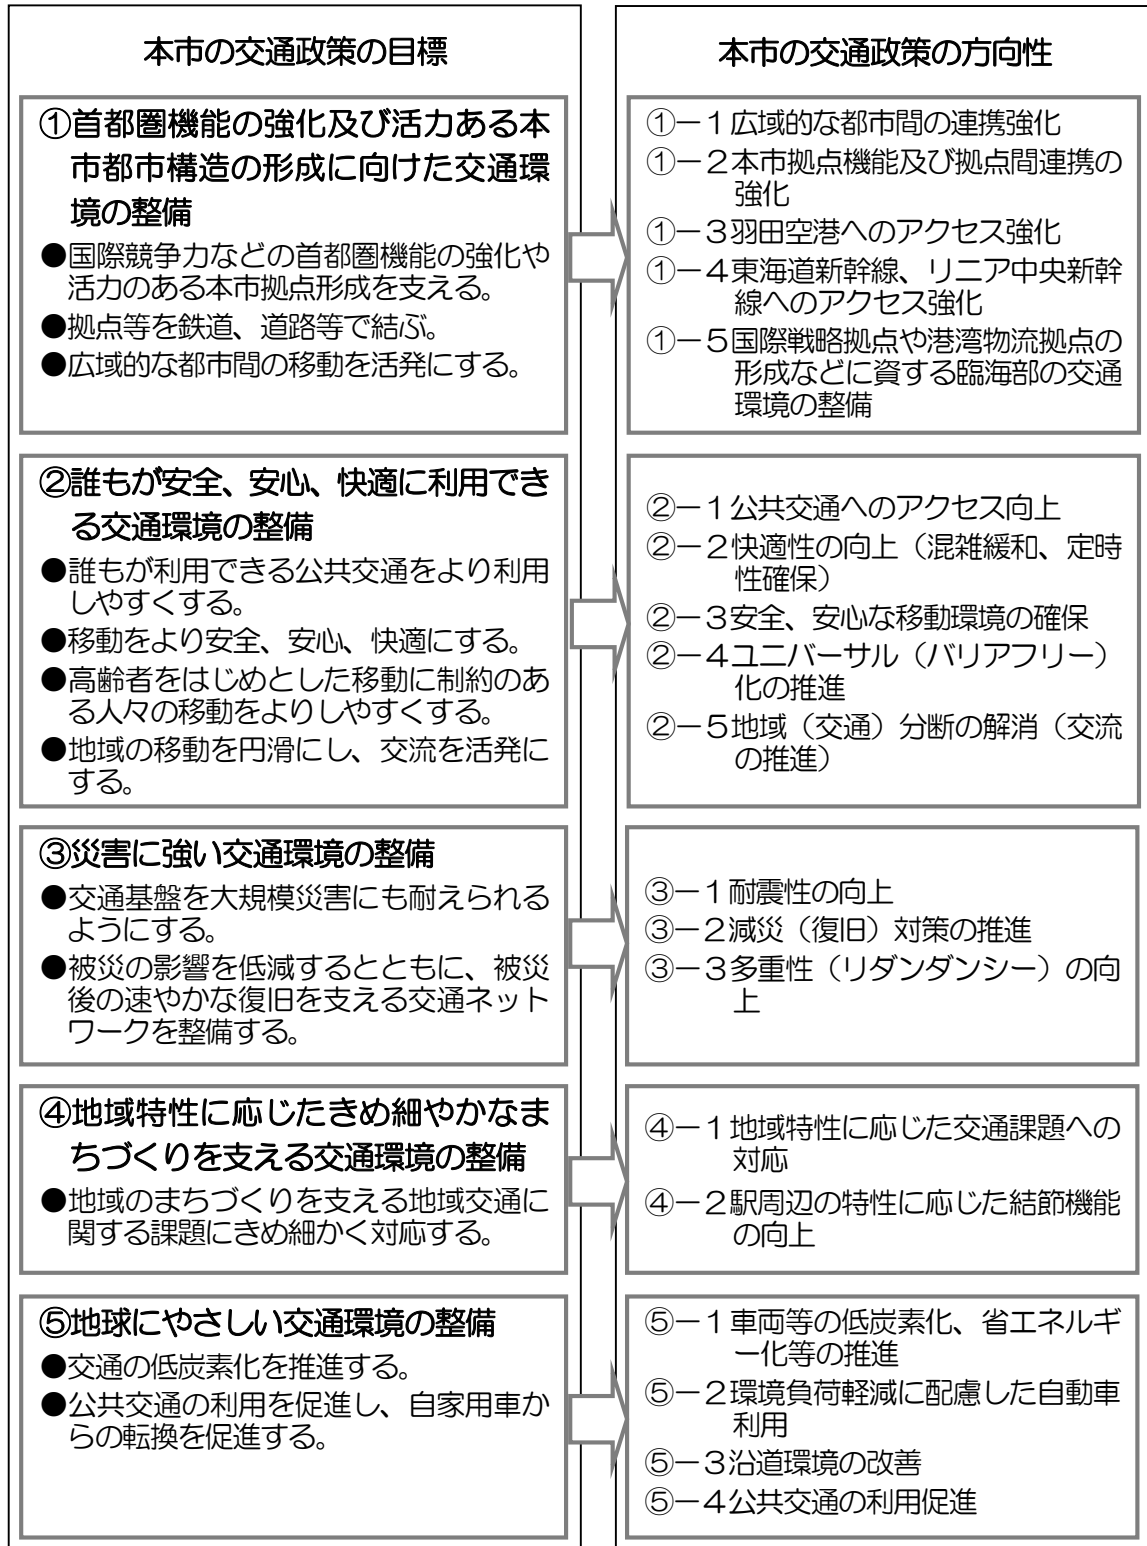 本市の交通政策の目標
①首都圏機能の強化及び活力ある本
市都市構造の形成に向けた交通環
境の整備
●国際競争力などの首都圏機能の強化や
活力のある本市拠点形成を支える。
●拠点等を鉄道、道路等で結ぶ。
●広域的な都市間の移動を活発にする。
②誰もが安全、安心、快適に利用でき
る交通環境の整備
●誰もが利用できる公共交通をより利用
しやすくする。
●移動をより安全、安心、快適にする。
●高齢者をはじめとした移動に制約のあ
る人々の移動をよりしやすくする。
●地域の移動を円滑にし、交流を活発に
する。
③災害に強い交通環境の整備
●交通基盤を大規模災害にも耐えられる
ようにする。
●被災の影響を低減するとともに、被災
後の速やかな復旧を支える交通ネット
ワークを整備する。
④地域特性に応じたきめ細やかなま
ちづくりを支える交通環境の整備
●地域のまちづくりを支える地域交通に
関する課題にきめ細かく対応する。
⑤地球にやさしい交通環境の整備
●交通の低炭素化を推進する。
●公共交通の利用を促進し、自家用車か
らの転換を促進する。
本市の交通政策の方向性
①－１広域的な都市間の連携強化
①－２本市拠点機能及び拠点間連携の
強化
①－３羽田空港へのアクセス強化
①－４東海道新幹線、リニア中央新幹
線へのアクセス強化
①－５国際戦略拠点や港湾物流拠点の
形成などに資する臨海部の交通
環境の整備
②－１公共交通へのアクセス向上
②－２快適性の向上（混雑緩和、定時
性確保）
②－３安全、安心な移動環境の確保
②－４ユニバーサル（バリアフリー）
化の推進
②－５地域（交通）分断の解消（交流
の推進）
③－１耐震性の向上
③－２減災（復旧）対策の推進
③－３多重性（リダンダンシー）の向
上
④－１地域特性に応じた交通課題への
対応
④－２駅周辺の特性に応じた結節機能
の向上
⑤－１車両等の低炭素化、省エネルギ
ー化等の推進
⑤－２環境負荷軽減に配慮した自動車
利用
⑤－３沿道環境の改善
⑤－４公共交通の利用促進